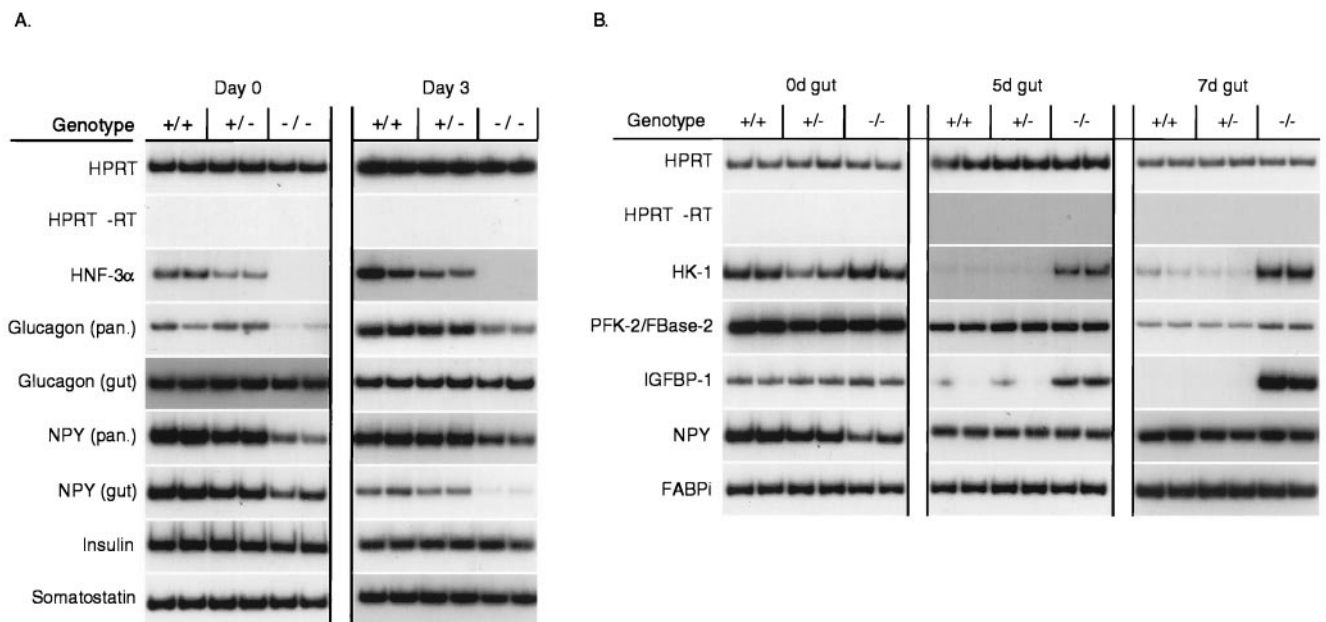 A.
Day 0 Day 3
Genotype +/+ +/- -/- +/+ +/- -/-
HPRT
HPRT -RT
HNF-3α
Glucagon (pan.)
Glucagon (gut)
NPY (pan.)
NPY (gut)
Insulin
Somatostatin
B.
0d gut 5d gut 7d gut
Genotype +/+ +/- -/- +/+ +/- -/- +/+ +/- -/-
HPRT
HPRT -RT
HK-1
PFK-2/FBase-2
IGFBP-1
NPY
FABPi